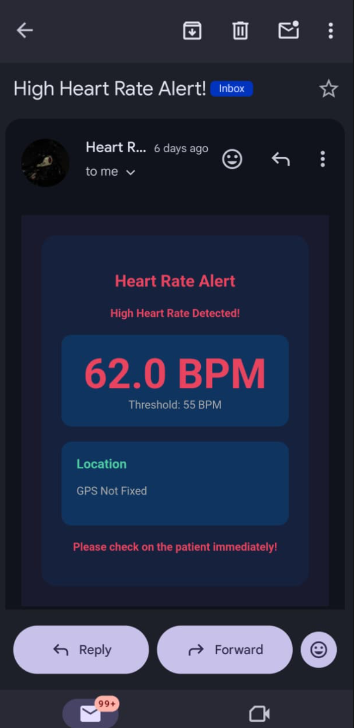 High Heart Rate Alert! Inbox
Heart R... 6 days ago
to me
Heart Rate Alert
High Heart Rate Detected!
62.0 BPM
Threshold: 55 BPM
Location
GPS Not Fixed
Please check on the patient immediately!
Reply Forward
99+